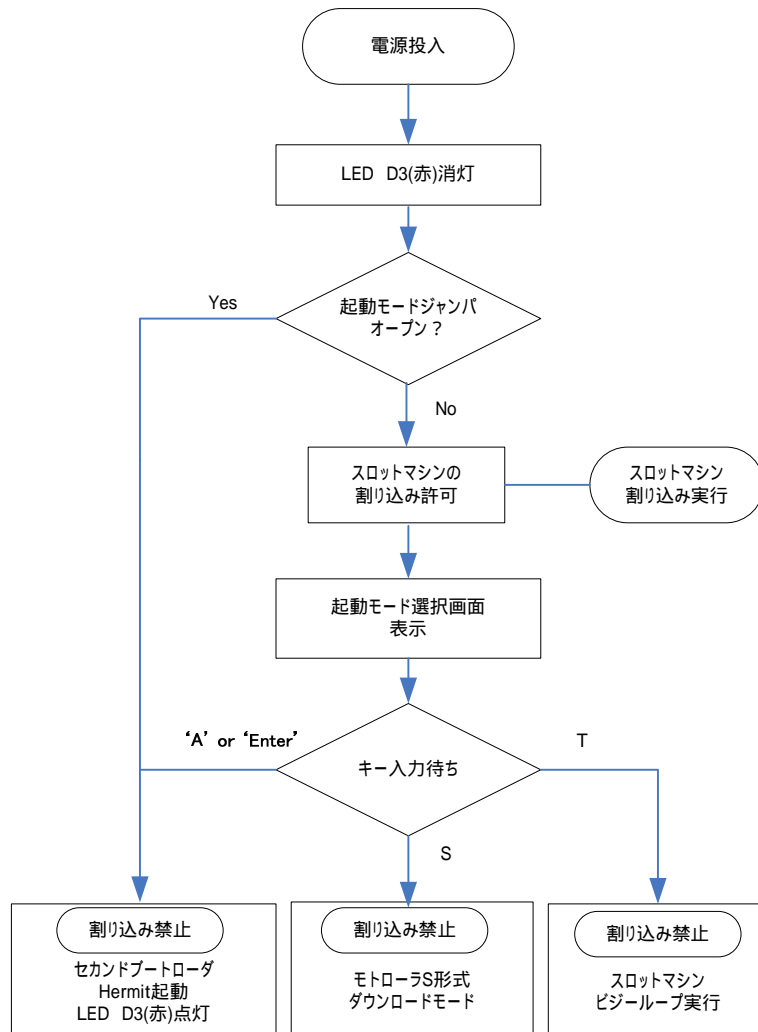 電源投入
LED D3(赤)消灯
Yes
起動モードジャンパ
オープン？
No
スロットマシンの
割り込み許可
スロットマシン
割り込み実行
起動モード選択画面
表示
‘A’ or ‘Enter’
キー入力待ち
T
S
割り込み禁止
セカンドブートローダ
Hermit起動
LED D3(赤)点灯
割り込み禁止
モトローラS形式
ダウンロードモード
割り込み禁止
スロットマシン
ビジーループ実行